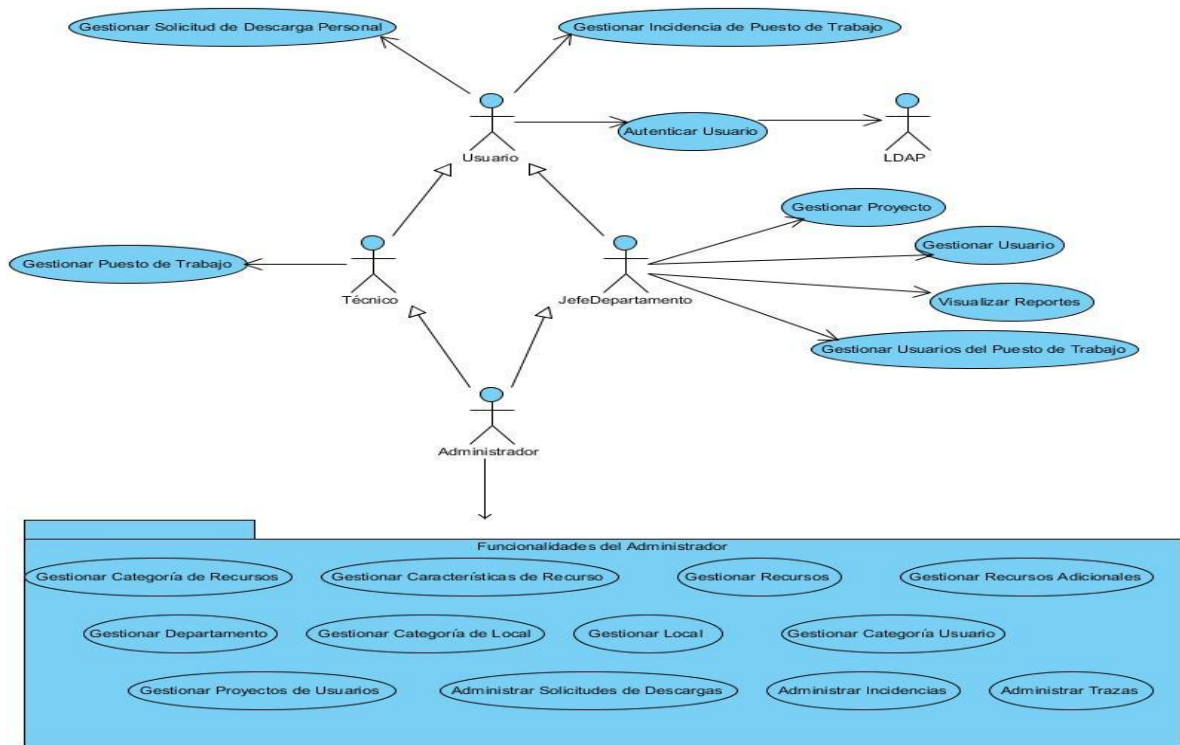 Gestionar Solicitud de Descarga Personal
Gestionar Incidencia de Puesto de Trabajo
Autenticar Usuario
Usuario
LDAP
Gestionar Proyecto
Gestionar Usuario
Gestionar Puesto de Trabajo
Técnico
JefeDepartamento
Visualizar Reportes
Gestionar Usuarios del Puesto de Trabajo
Administrador
Funcionalidades del Administrador
Gestionar Categoría de Recursos
Gestionar Características de Recurso
Gestionar Recursos
Gestionar Recursos Adicionales
Gestionar Departamento
Gestionar Categoría de Local
Gestionar Local
Gestionar Categoría Usuario
Gestionar Proyectos de Usuarios
Administrar Solicitudes de Descargas
Administrar Incidencias
Administrar Trazas